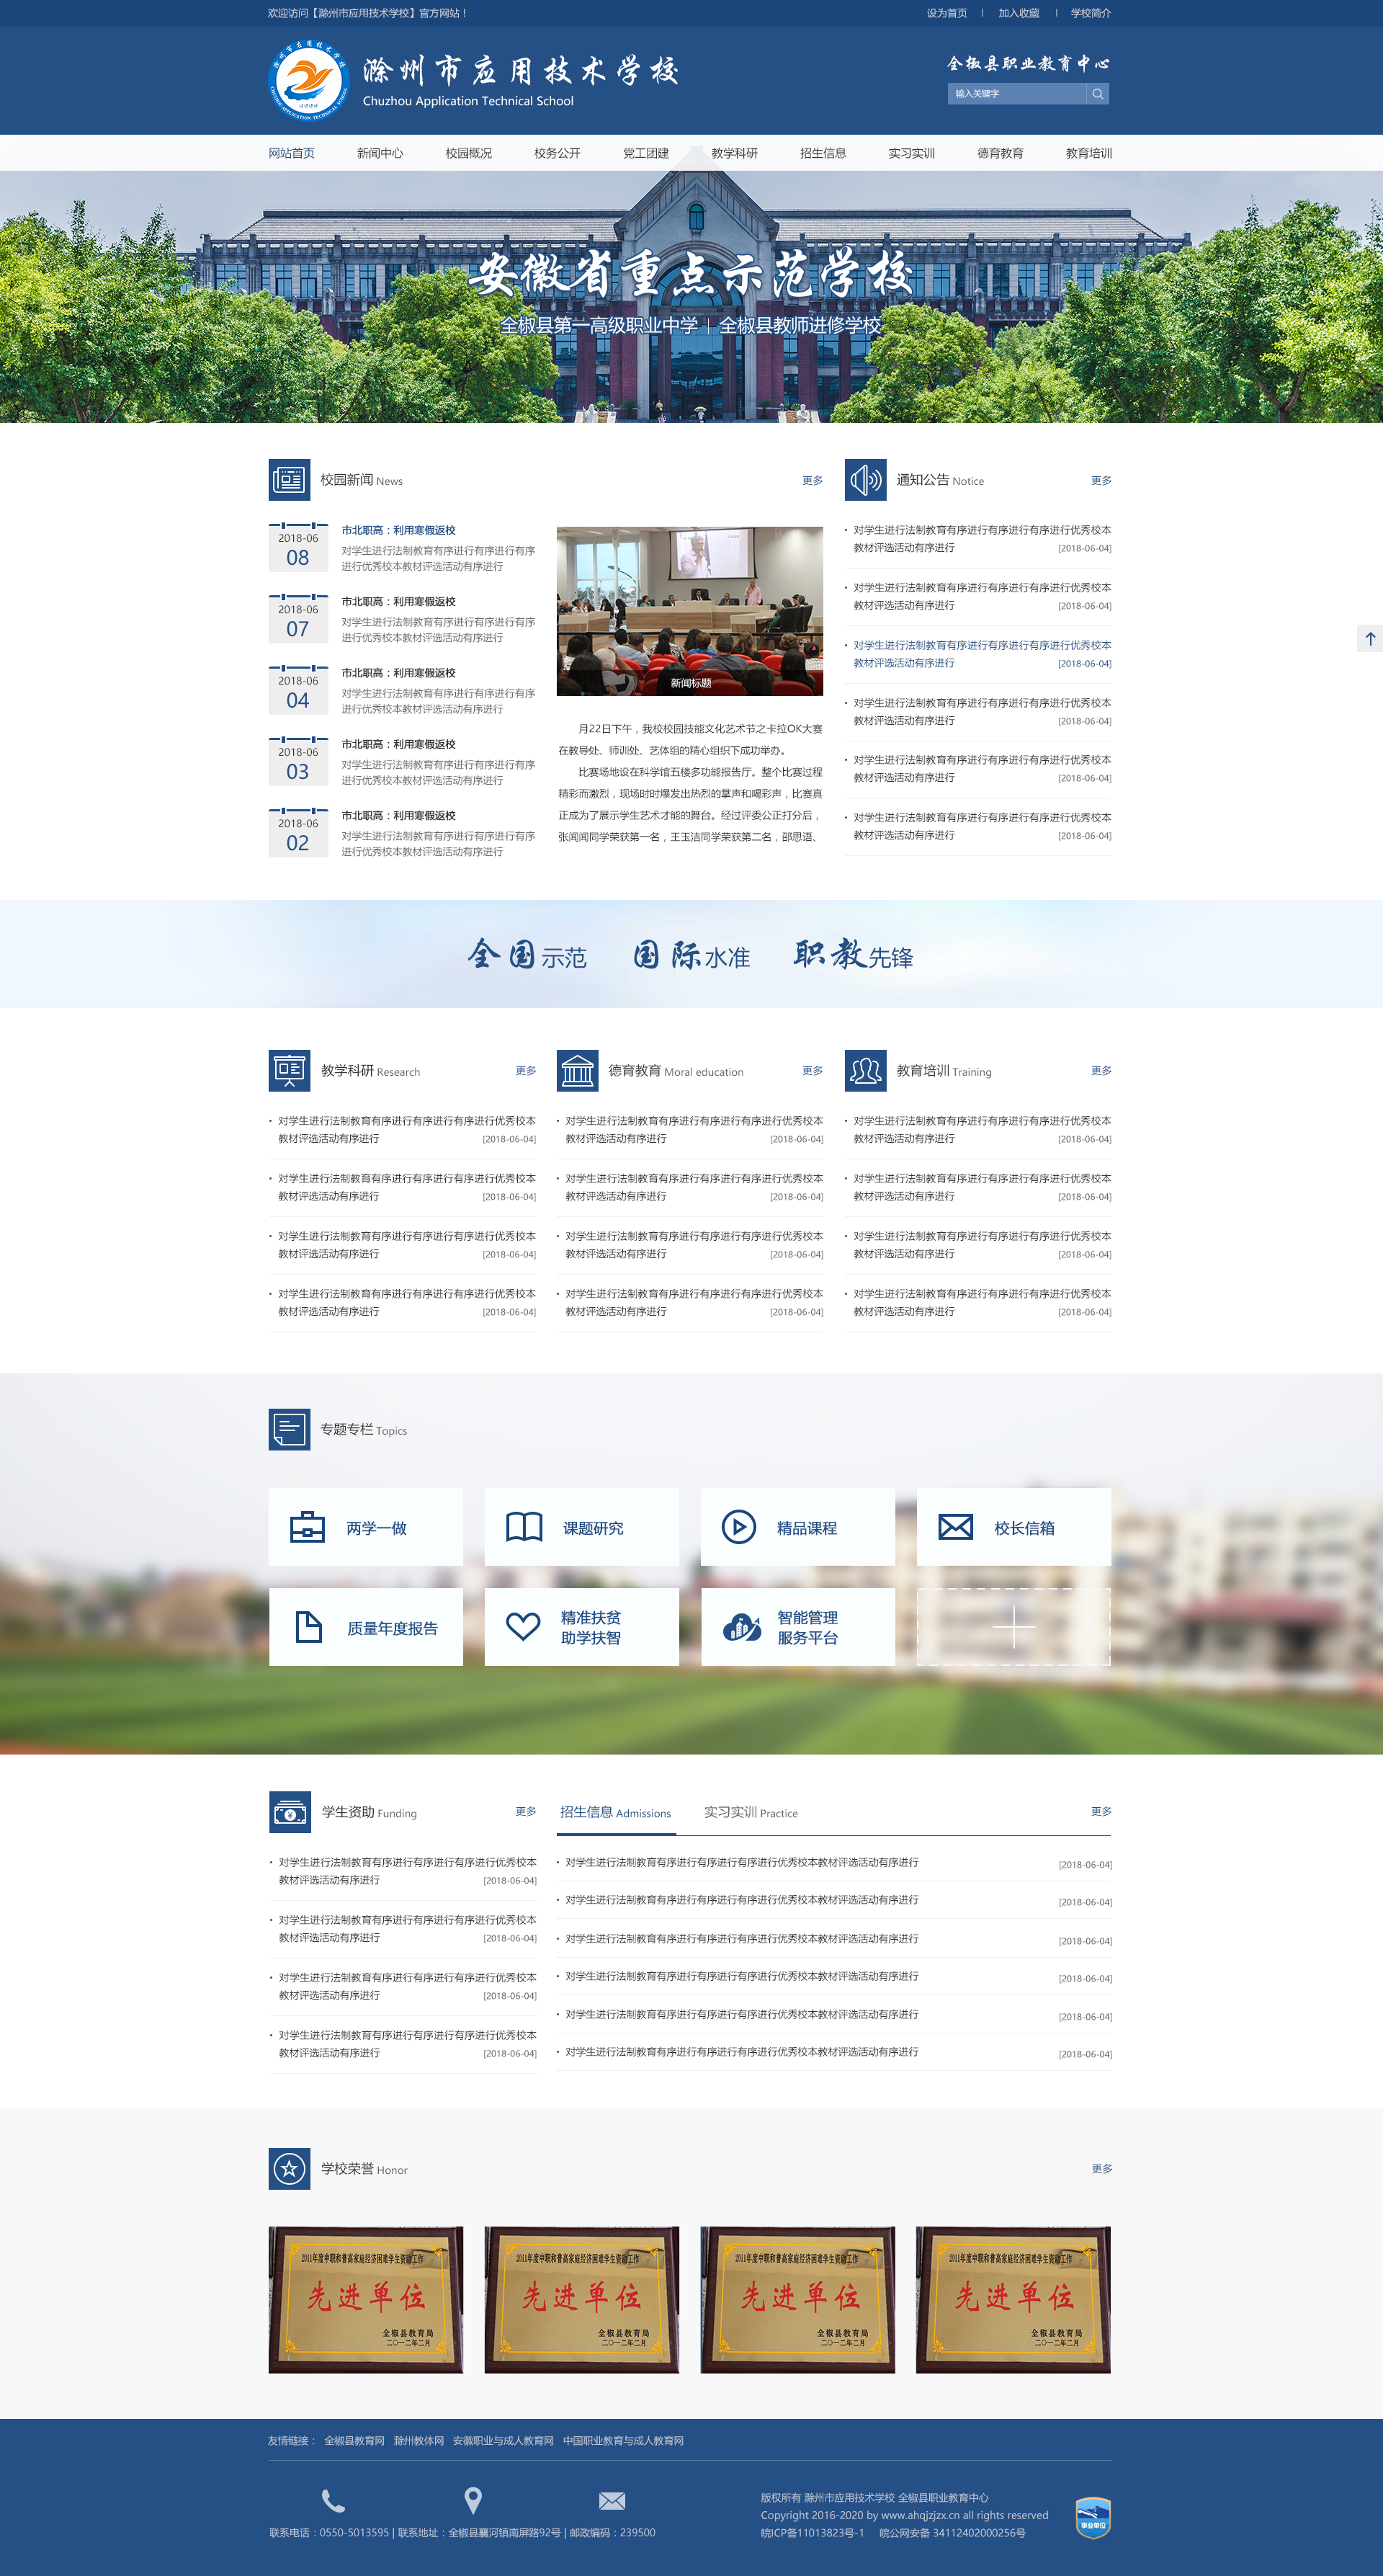 欢迎访问【滁州市应用技术学校】官方网站！
设为首页 | 加入收藏 | 学校简介
滁州市应用技术学校
Chuzhou Application Technical School
全椒县职业教育中心
输入关键字
网站首页 新闻中心 校园概况 校务公开 党工团建 教学科研 招生信息 实习实训 德育教育 教育培训
安徽省重点示范学校
全椒县第一高级职业中学 | 全椒县教师进修学校
校园新闻 News 更多
2018-06
08
市北职高：利用寒假返校
对学生进行法制教育有序进行有序进行有序
进行优秀校本教材评选活动有序进行
2018-06
07
市北职高：利用寒假返校
对学生进行法制教育有序进行有序进行有序
进行优秀校本教材评选活动有序进行
2018-06
04
市北职高：利用寒假返校
对学生进行法制教育有序进行有序进行有序
进行优秀校本教材评选活动有序进行
2018-06
03
市北职高：利用寒假返校
对学生进行法制教育有序进行有序进行有序
进行优秀校本教材评选活动有序进行
2018-06
02
市北职高：利用寒假返校
对学生进行法制教育有序进行有序进行有序
进行优秀校本教材评选活动有序进行
新闻标题
月22日下午，我校校园技能文化艺术节之卡拉OK大赛
在教导处、师训处、艺体组的精心组织下成功举办。
比赛场地设在科学馆五楼多功能报告厅。整个比赛过程
精彩而激烈，现场时时爆发出热烈的掌声和喝彩声，比赛真
正成为了展示学生艺术才能的舞台。经过评委公正打分后，
张闻闻同学荣获第一名，王玉洁同学荣获第二名，邵思语、
通知公告 Notice 更多
对学生进行法制教育有序进行有序进行有序进行优秀校本
教材评选活动有序进行 [2018-06-04]
对学生进行法制教育有序进行有序进行有序进行优秀校本
教材评选活动有序进行 [2018-06-04]
对学生进行法制教育有序进行有序进行有序进行优秀校本
教材评选活动有序进行 [2018-06-04]
对学生进行法制教育有序进行有序进行有序进行优秀校本
教材评选活动有序进行 [2018-06-04]
对学生进行法制教育有序进行有序进行有序进行优秀校本
教材评选活动有序进行 [2018-06-04]
对学生进行法制教育有序进行有序进行有序进行优秀校本
教材评选活动有序进行 [2018-06-04]
全国示范 国际水准 职教先锋
教学科研 Research 更多
对学生进行法制教育有序进行有序进行有序进行优秀校本
教材评选活动有序进行 [2018-06-04]
对学生进行法制教育有序进行有序进行有序进行优秀校本
教材评选活动有序进行 [2018-06-04]
对学生进行法制教育有序进行有序进行有序进行优秀校本
教材评选活动有序进行 [2018-06-04]
对学生进行法制教育有序进行有序进行有序进行优秀校本
教材评选活动有序进行 [2018-06-04]
德育教育 Moral education 更多
对学生进行法制教育有序进行有序进行有序进行优秀校本
教材评选活动有序进行 [2018-06-04]
对学生进行法制教育有序进行有序进行有序进行优秀校本
教材评选活动有序进行 [2018-06-04]
对学生进行法制教育有序进行有序进行有序进行优秀校本
教材评选活动有序进行 [2018-06-04]
对学生进行法制教育有序进行有序进行有序进行优秀校本
教材评选活动有序进行 [2018-06-04]
教育培训 Training 更多
对学生进行法制教育有序进行有序进行有序进行优秀校本
教材评选活动有序进行 [2018-06-04]
对学生进行法制教育有序进行有序进行有序进行优秀校本
教材评选活动有序进行 [2018-06-04]
对学生进行法制教育有序进行有序进行有序进行优秀校本
教材评选活动有序进行 [2018-06-04]
对学生进行法制教育有序进行有序进行有序进行优秀校本
教材评选活动有序进行 [2018-06-04]
专题专栏 Topics
两学一做
课题研究
精品课程
校长信箱
质量年度报告
精准扶贫
助学扶智
智能管理
服务平台
学生资助 Funding 更多
对学生进行法制教育有序进行有序进行有序进行优秀校本
教材评选活动有序进行 [2018-06-04]
对学生进行法制教育有序进行有序进行有序进行优秀校本
教材评选活动有序进行 [2018-06-04]
对学生进行法制教育有序进行有序进行有序进行优秀校本
教材评选活动有序进行 [2018-06-04]
对学生进行法制教育有序进行有序进行有序进行优秀校本
教材评选活动有序进行 [2018-06-04]
招生信息 Admissions 实习实训 Practice 更多
对学生进行法制教育有序进行有序进行有序进行优秀校本教材评选活动有序进行 [2018-06-04]
对学生进行法制教育有序进行有序进行有序进行优秀校本教材评选活动有序进行 [2018-06-04]
对学生进行法制教育有序进行有序进行有序进行优秀校本教材评选活动有序进行 [2018-06-04]
对学生进行法制教育有序进行有序进行有序进行优秀校本教材评选活动有序进行 [2018-06-04]
对学生进行法制教育有序进行有序进行有序进行优秀校本教材评选活动有序进行 [2018-06-04]
对学生进行法制教育有序进行有序进行有序进行优秀校本教材评选活动有序进行 [2018-06-04]
学校荣誉 Honor 更多
2011年度中职和普高家庭经济困难学生资助工作
先进单位
全椒县教育局
二〇一二年二月
2011年度中职和普高家庭经济困难学生资助工作
先进单位
全椒县教育局
二〇一二年二月
2011年度中职和普高家庭经济困难学生资助工作
先进单位
全椒县教育局
二〇一二年二月
2011年度中职和普高家庭经济困难学生资助工作
先进单位
全椒县教育局
二〇一二年二月
友情链接： 全椒县教育网 滁州教体网 安徽职业与成人教育网 中国职业教育与成人教育网
联系电话：0550-5013595 | 联系地址：全椒县襄河镇南屏路92号 | 邮政编码：239500
版权所有 滁州市应用技术学校 全椒县职业教育中心
Copyright 2016-2020 by www.ahqjzjzx.cn all rights reserved
皖ICP备11013823号-1 皖公网安备 34112402000256号
事业单位